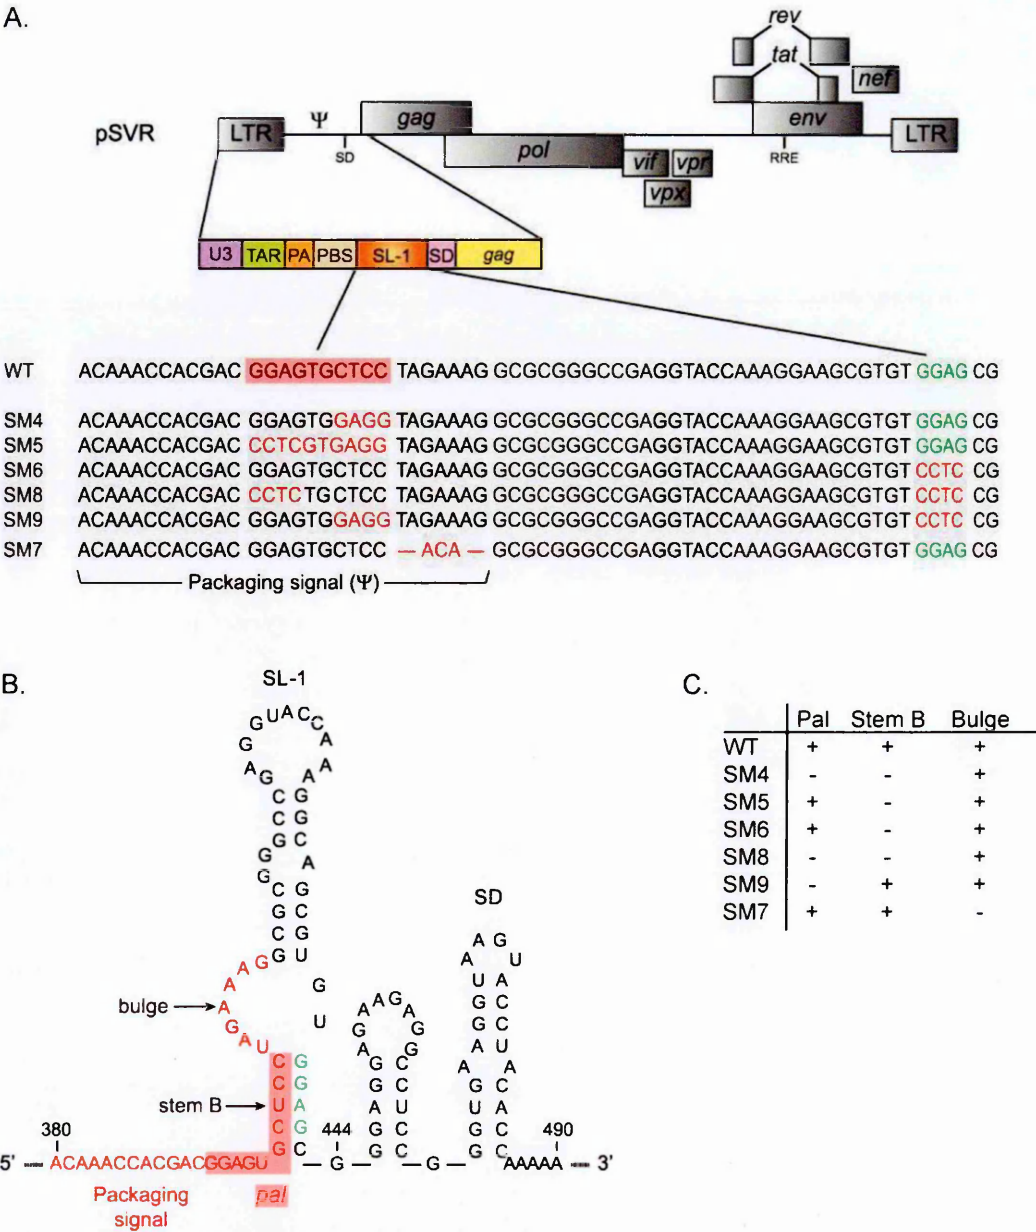 A.
rev
tat
nef
pSVR
LTR
Ψ
gag
env
LTR
SD
pol
RRE
vif
vpr
vpx
U3 TAR PA PBS SL-1 SD gag
WT ACAAACCACGAC GGAGTGCTCC TAGAAAG GCGCGGGCCGAGGTACCAAAGGAAGCGTGT GGAG CG
SM4 ACAAACCACGAC GGAGTGGAGG TAGAAAG GCGCGGGCCGAGGTACCAAAGGAAGCGTGT GGAG CG
SM5 ACAAACCACGAC CCTCGTGAGG TAGAAAG GCGCGGGCCGAGGTACCAAAGGAAGCGTGT GGAG CG
SM6 ACAAACCACGAC GGAGTGCTCC TAGAAAG GCGCGGGCCGAGGTACCAAAGGAAGCGTGT CCTC CG
SM8 ACAAACCACGAC CCTCTGCTCC TAGAAAG GCGCGGGCCGAGGTACCAAAGGAAGCGTGT CCTC CG
SM9 ACAAACCACGAC GGAGTGGAGG TAGAAAG GCGCGGGCCGAGGTACCAAAGGAAGCGTGT CCTC CG
SM7 ACAAACCACGAC GGAGTGCTCC — ACA — GCGCGGGCCGAGGTACCAAAGGAAGCGTGT GGAG CG
Packaging signal (Ψ)
B.
SL-1
G U A C C
G A
A A
G A
C G
C G
G C
G A
G
C G
G C
C G
G U
G G
A U
A
A
G
A
U
bulge
C G
C G
U A
C G
G C
stem B
380
5' ACAAACCACGACGGAGU
Packaging
signal
pal
444
G
A A G A
G G
A G
G C
G C
A U
G C
G C
G
SD
A G
A U
U A
G C
G C
A U
A A
G C
U A
G C
G C
490
AAAAA 3'
C.
Pal Stem B Bulge
WT + + +
SM4 - - +
SM5 + - +
SM6 + - +
SM8 - - +
SM9 - + +
SM7 + + -